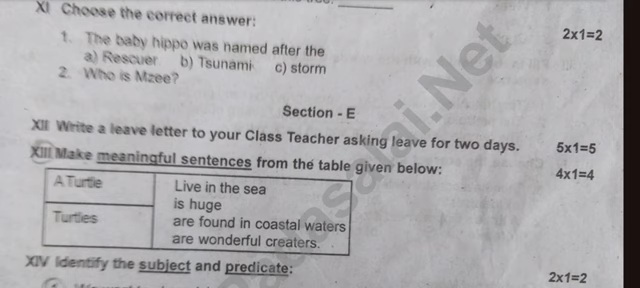 XI Choose the correct answer: 2x1=2
1. The baby hippo was named after the
a) Rescuer b) Tsunami c) storm
2. Who is Mzee?
Section - E
XII Write a leave letter to your Class Teacher asking leave for two days. 5x1=5
XIII Make meaningful sentences from the table given below: 4x1=4
A Turtle
Turtles
Live in the sea
is huge
are found in coastal waters
are wonderful creaters.
XIV Identify the subject and predicate: 2x1=2
Padasalai.Net